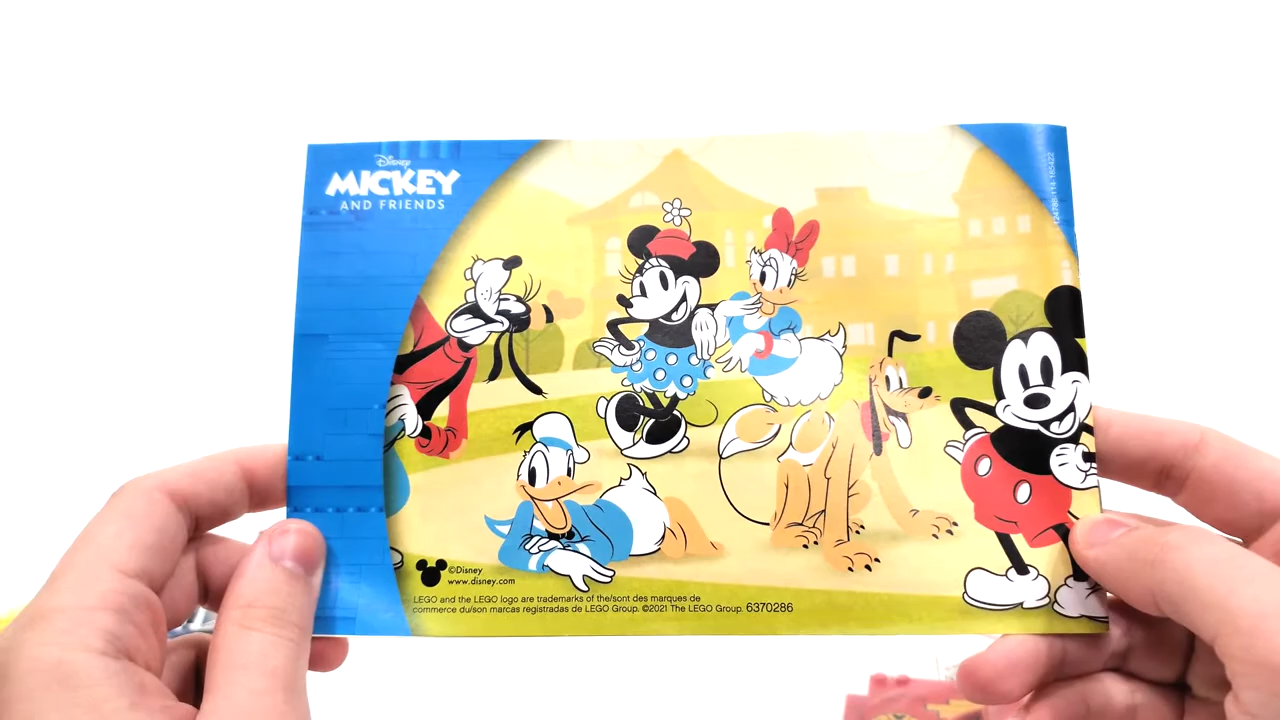 Disney
MICKEY
AND FRIENDS
©Disney
www.disney.com
LEGO and the LEGO logo are trademarks of the/sont des marques de
commerce du/son marcas registradas de LEGO Group. ©2021 The LEGO Group. 6370286